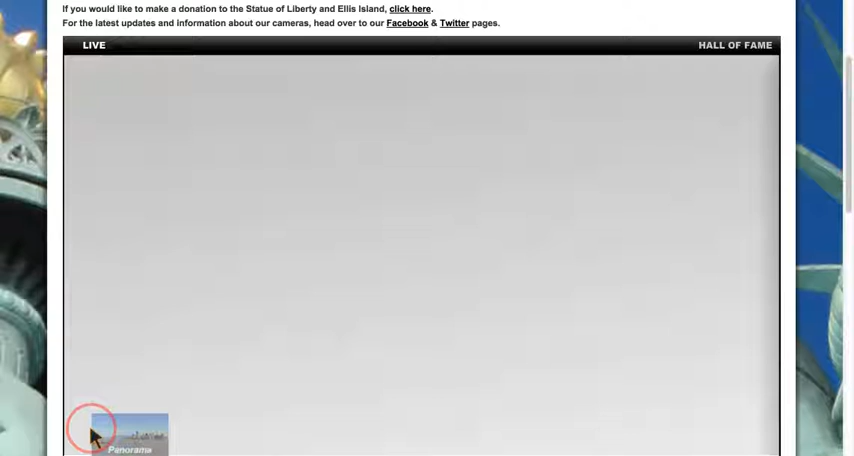 If you would like to make a donation to the Statue of Liberty and Ellis Island, click here.
For the latest updates and information about our cameras, head over to our Facebook & Twitter pages.
LIVE
HALL OF FAME
Panorama